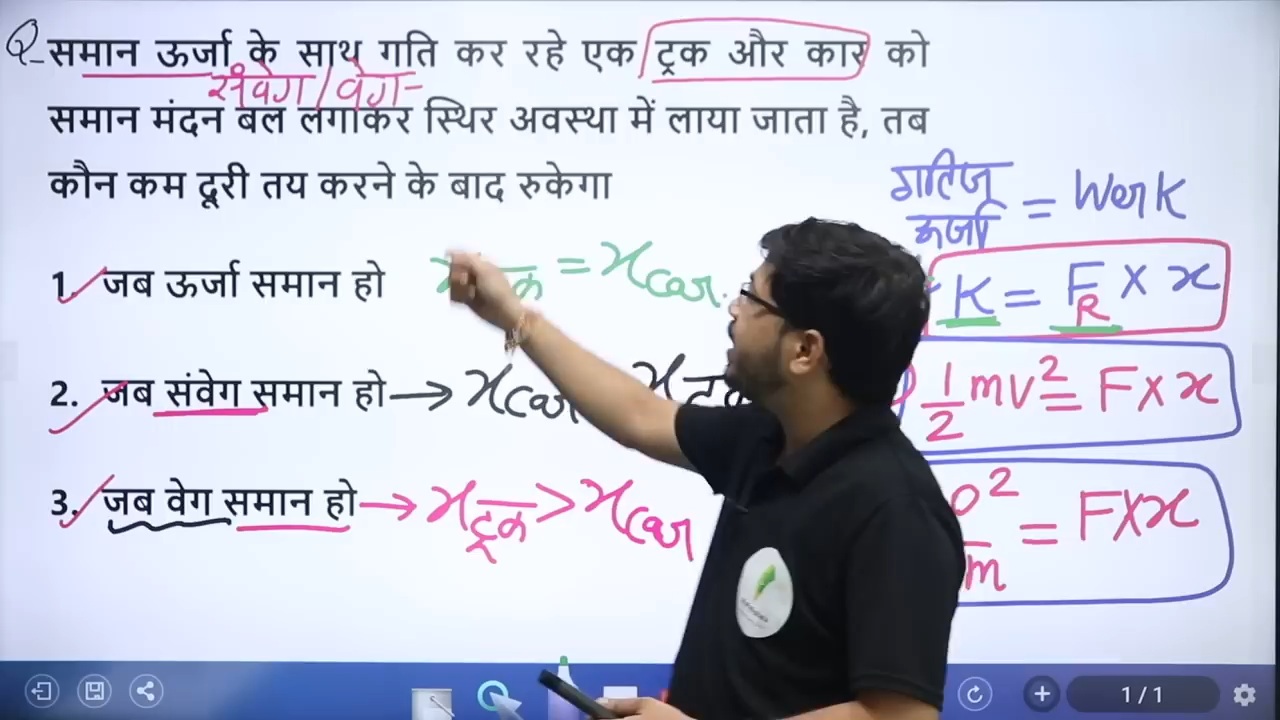 Q- समान ऊर्जा के साथ गति कर रहे एक ट्रक और कार को
संवेग / वेग-
समान मंदन बल लगाकर स्थिर अवस्था में लाया जाता है, तब
कौन कम दूरी तय करने के बाद रुकेगा
गतिज ऊर्जा = Work
1. जब ऊर्जा समान हो
= x car.
K = F_R × x
2. जब संवेग समान हो → x car x
1/2 mv² = F × x
3. जब वेग समान हो → x ट्रक > x car
² / m = F × x
1 / 1